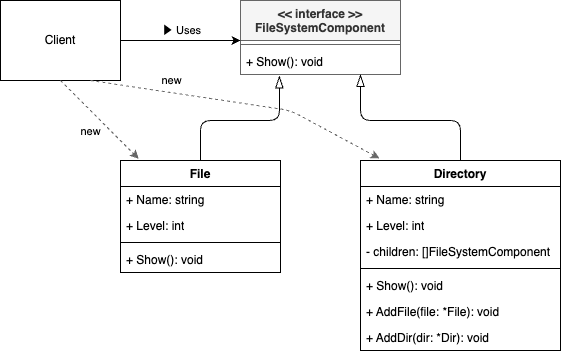 Client
▶ Uses
<< interface >>
FileSystemComponent
+ Show(): void
new
new
File
+ Name: string
+ Level: int
+ Show(): void
Directory
+ Name: string
+ Level: int
- children: []FileSystemComponent
+ Show(): void
+ AddFile(file: *File): void
+ AddDir(dir: *Dir): void